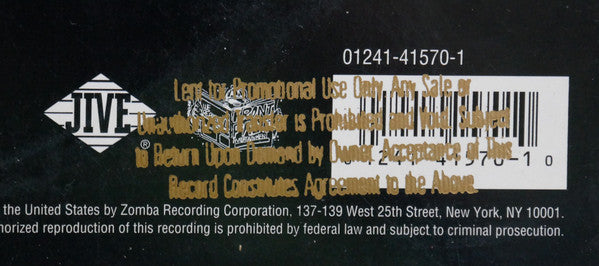 01241-41570-1
JIVE
®
Lent for Promotional Use Only Any Sale or
Unauthorized Transfer is Prohibited and Void. Subject
to Return Upon Demand by Owner. Acceptance of this
Record Constitutes Agreement to the Above.
the United States by Zomba Recording Corporation. 137-139 West 25th Street, New York, NY 10001.
reproduction of this recording is prohibited by federal law and subject to criminal prosecution.